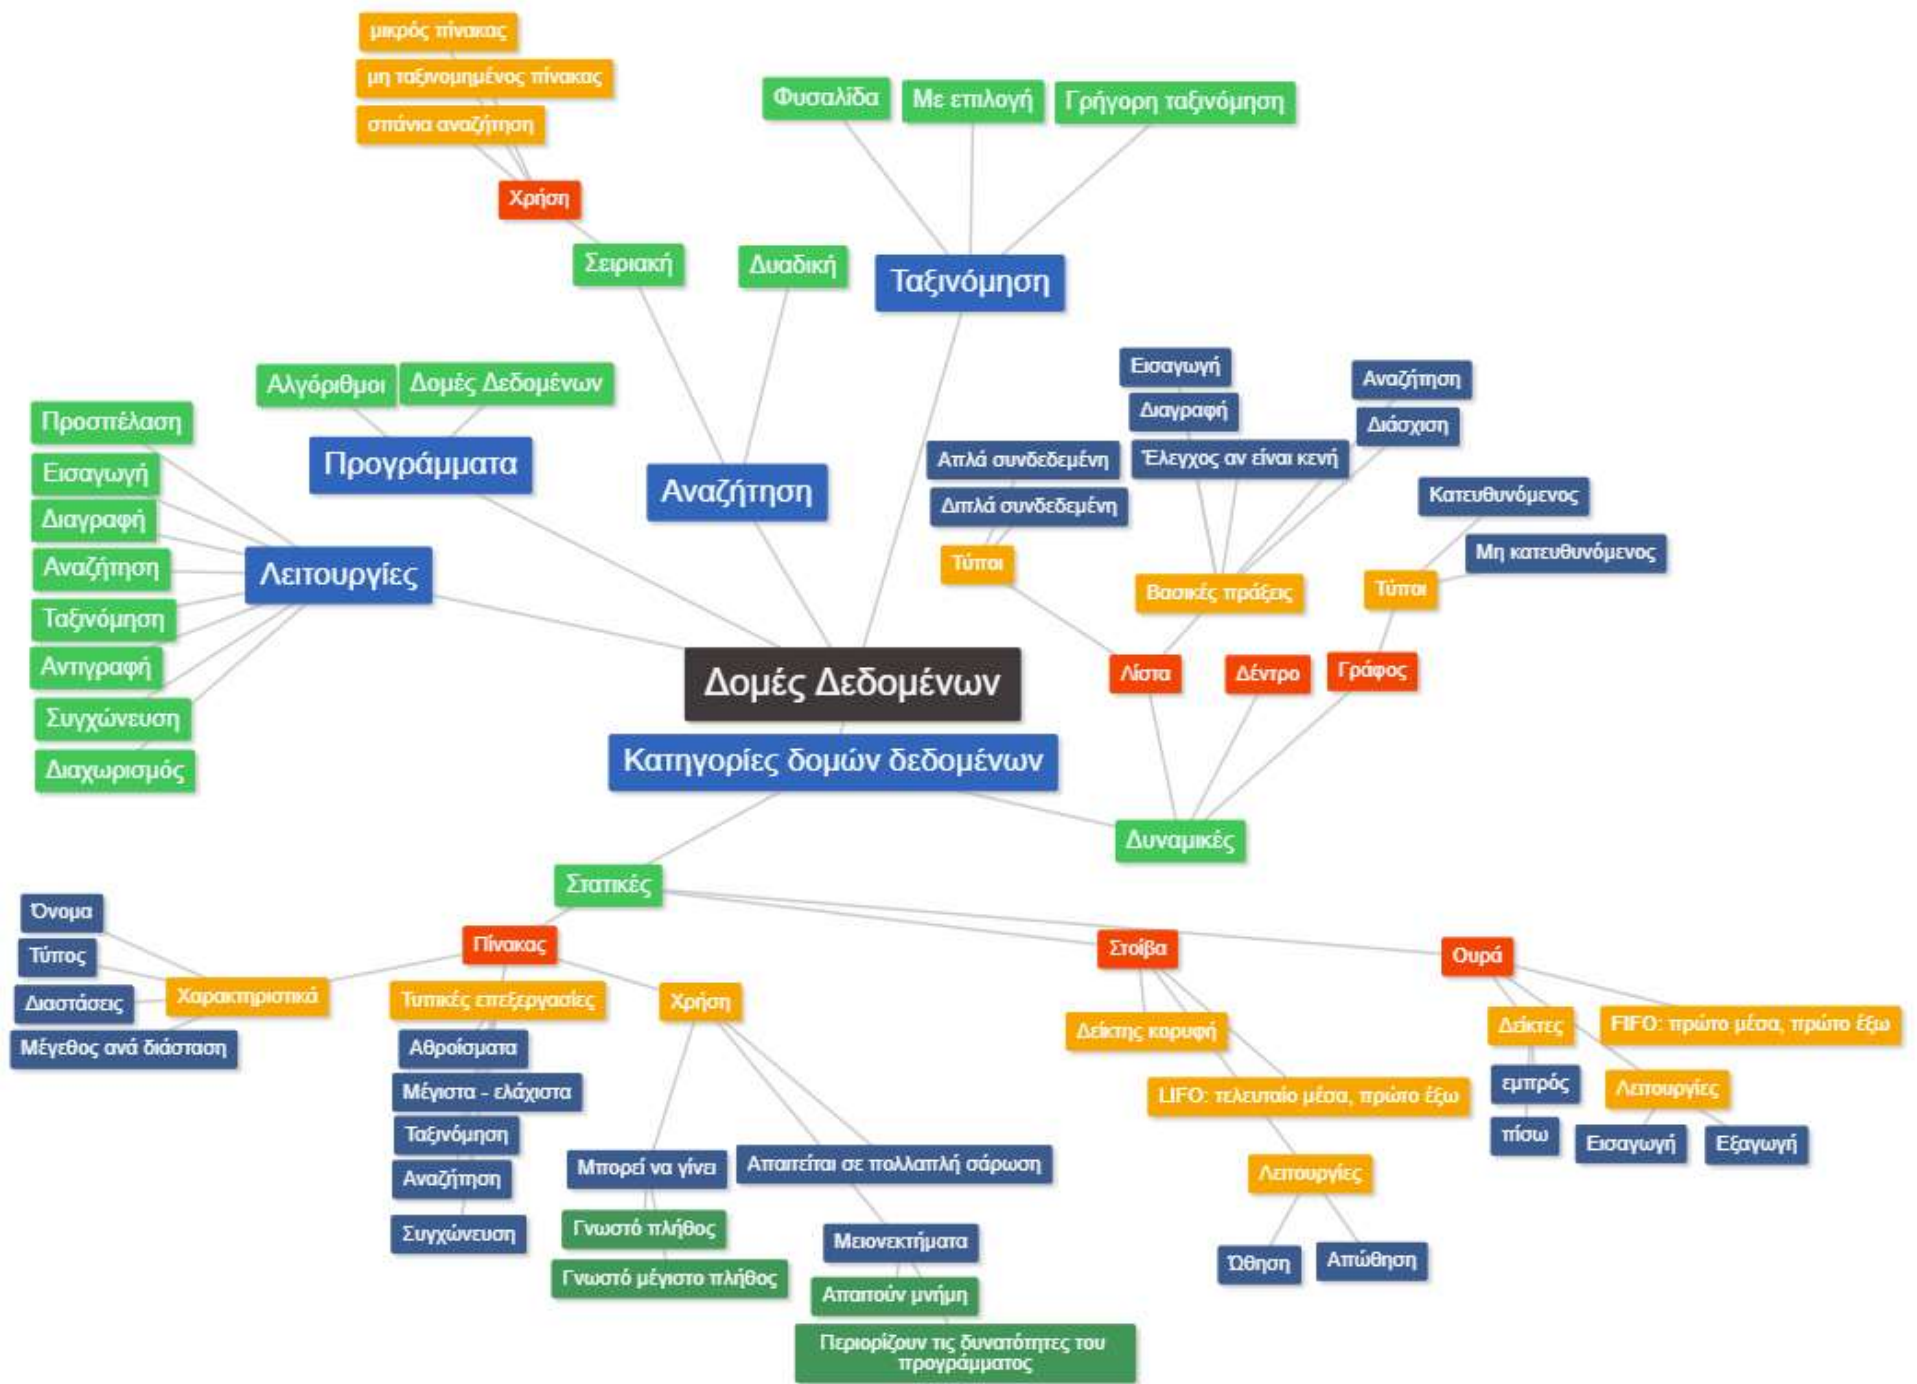 μικρός πίνακας
μη ταξινομημένος πίνακας
σπάνια αναζήτηση
Χρήση
Σειριακή
Δυαδική
Φυσαλίδα
Με επιλογή
Γρήγορη ταξινόμηση
Ταξινόμηση
Αλγόριθμοι
Δομές Δεδομένων
Προγράμματα
Αναζήτηση
Προσπέλαση
Εισαγωγή
Διαγραφή
Αναζήτηση
Ταξινόμηση
Αντιγραφή
Συγχώνευση
Διαχωρισμός
Λειτουργίες
Εισαγωγή
Διαγραφή
Έλεγχος αν είναι κενή
Αναζήτηση
Διάσχιση
Απλά συνδεδεμένη
Διπλά συνδεδεμένη
Τύποι
Βασικές πράξεις
Κατευθυνόμενος
Μη κατευθυνόμενος
Τύποι
Λίστα
Δέντρο
Γράφος
Δομές Δεδομένων
Κατηγορίες δομών δεδομένων
Δυναμικές
Στατικές
Όνομα
Τύπος
Διαστάσεις
Μέγεθος ανά διάσταση
Χαρακτηριστικά
Πίνακας
Τυπικές επεξεργασίες
Αθροίσματα
Μέγιστα - ελάχιστα
Ταξινόμηση
Αναζήτηση
Συγχώνευση
Χρήση
Μπορεί να γίνει
Γνωστό πλήθος
Γνωστό μέγιστο πλήθος
Απαιτείται σε πολλαπλή σάρωση
Μειονεκτήματα
Απαιτούν μνήμη
Περιορίζουν τις δυνατότητες του
προγράμματος
Στοίβα
Δείκτης κορυφή
LIFO: τελευταίο μέσα, πρώτο έξω
Λειτουργίες
Ώθηση
Απώθηση
Ουρά
Δείκτες
εμπρός
πίσω
FIFO: πρώτο μέσα, πρώτο έξω
Λειτουργίες
Εισαγωγή
Εξαγωγή